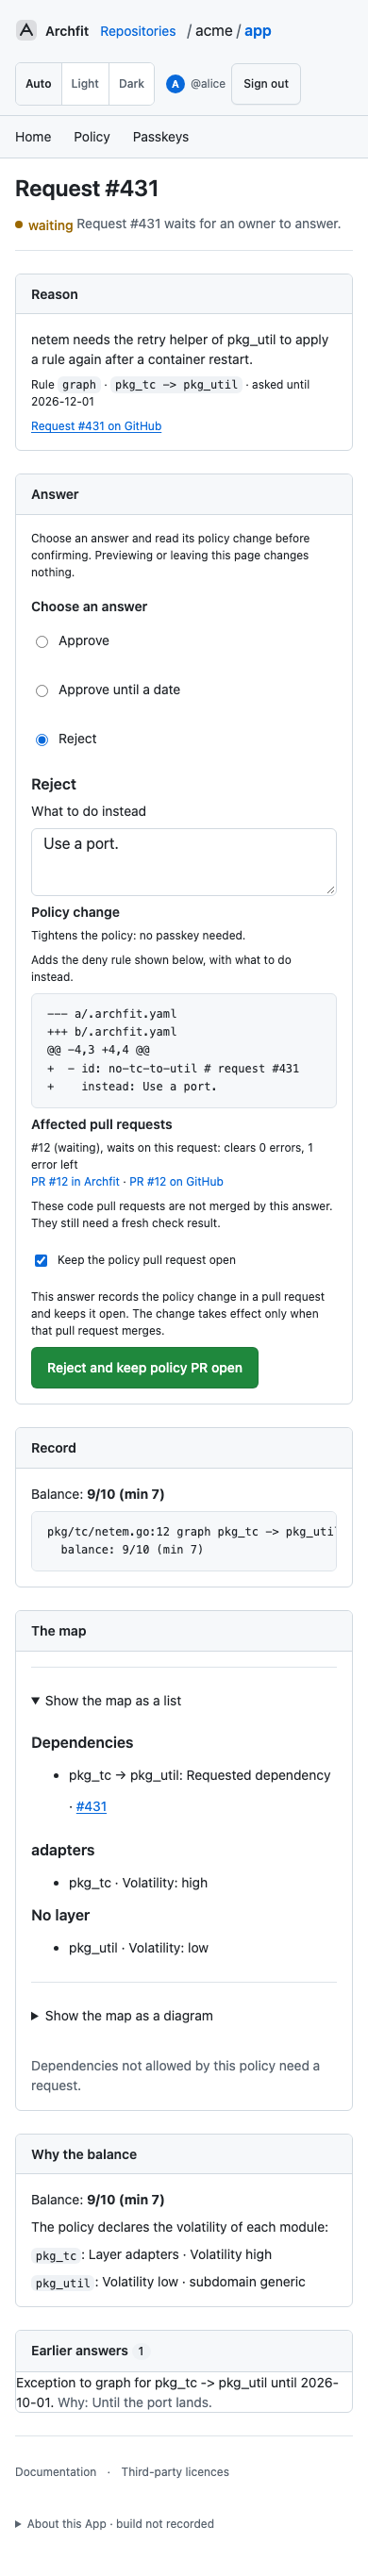 Archfit Repositories / acme / app
Auto Light Dark A @alice Sign out
Home Policy Passkeys
Request #431
waiting Request #431 waits for an owner to answer.
Reason
netem needs the retry helper of pkg_util to apply
a rule again after a container restart.
Rule graph · pkg_tc -> pkg_util · asked until
2026-12-01
Request #431 on GitHub
Answer
Choose an answer and read its policy change before
confirming. Previewing or leaving this page changes
nothing.
Choose an answer
Approve
Approve until a date
Reject
Reject
What to do instead
Use a port.
Policy change
Tightens the policy: no passkey needed.
Adds the deny rule shown below, with what to do
instead.
--- a/.archfit.yaml
+++ b/.archfit.yaml
@@ -4,3 +4,4 @@
+  - id: no-tc-to-util # request #431
+    instead: Use a port.
Affected pull requests
#12 (waiting), waits on this request: clears 0 errors, 1
error left
PR #12 in Archfit · PR #12 on GitHub
These code pull requests are not merged by this answer.
They still need a fresh check result.
Keep the policy pull request open
This answer records the policy change in a pull request
and keeps it open. The change takes effect only when
that pull request merges.
Reject and keep policy PR open
Record
Balance: 9/10 (min 7)
pkg/tc/netem.go:12 graph pkg_tc -> pkg_util
balance: 9/10 (min 7)
The map
▼ Show the map as a list
Dependencies
• pkg_tc → pkg_util: Requested dependency
· #431
adapters
• pkg_tc · Volatility: high
No layer
• pkg_util · Volatility: low
▶ Show the map as a diagram
Dependencies not allowed by this policy need a
request.
Why the balance
Balance: 9/10 (min 7)
The policy declares the volatility of each module:
pkg_tc: Layer adapters · Volatility high
pkg_util: Volatility low · subdomain generic
Earlier answers 1
Exception to graph for pkg_tc -> pkg_util until 2026-
10-01. Why: Until the port lands.
Documentation · Third-party licences
▶ About this App · build not recorded